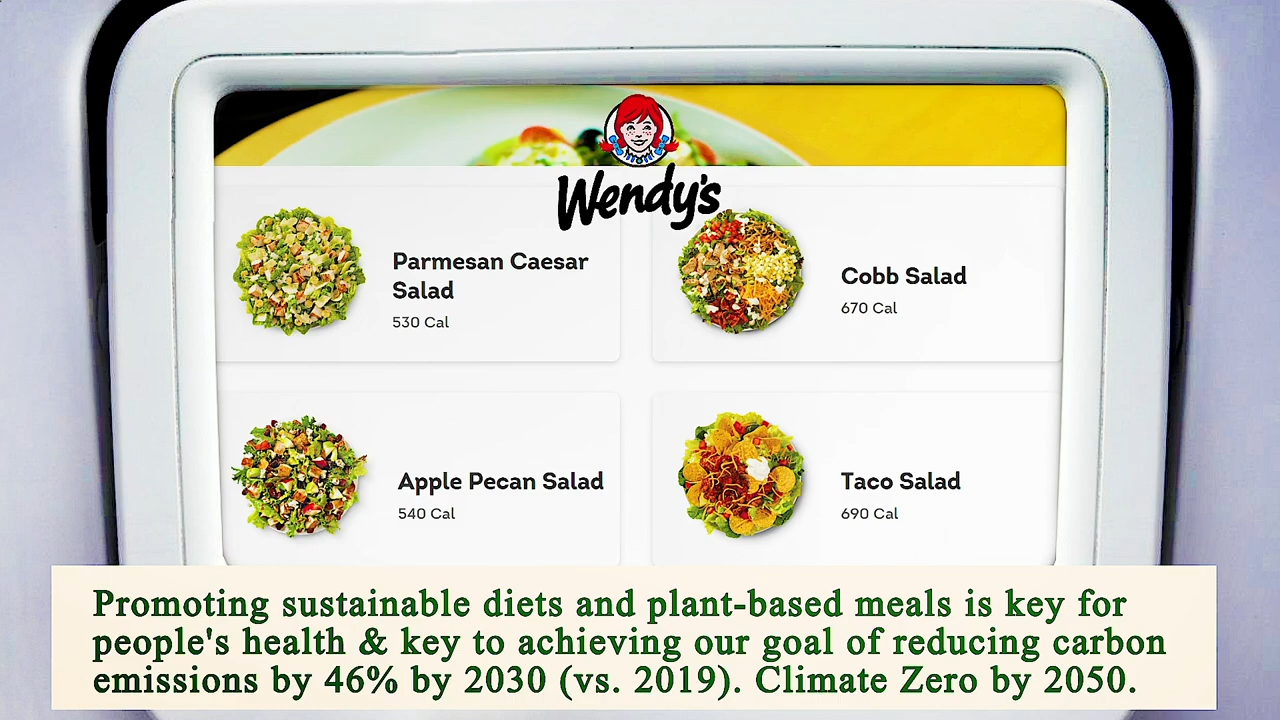 Wendy's
Parmesan Caesar
Salad
530 Cal
Cobb Salad
670 Cal
Apple Pecan Salad
540 Cal
Taco Salad
690 Cal
Promoting sustainable diets and plant-based meals is key for
people's health & key to achieving our goal of reducing carbon
emissions by 46% by 2030 (vs. 2019). Climate Zero by 2050.